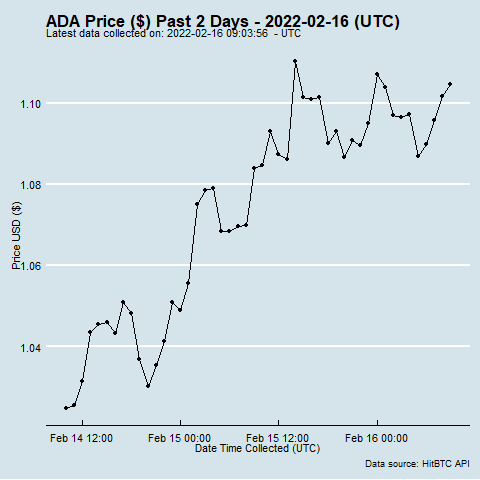 ADA Price ($) Past 2 Days - 2022-02-16 (UTC)
Latest data collected on: 2022-02-16 09:03:56  - UTC
Price USD ($)
1.10
1.08
1.06
1.04
Feb 14 12:00
Feb 15 00:00
Feb 15 12:00
Feb 16 00:00
Date Time Collected (UTC)
Data source: HitBTC API